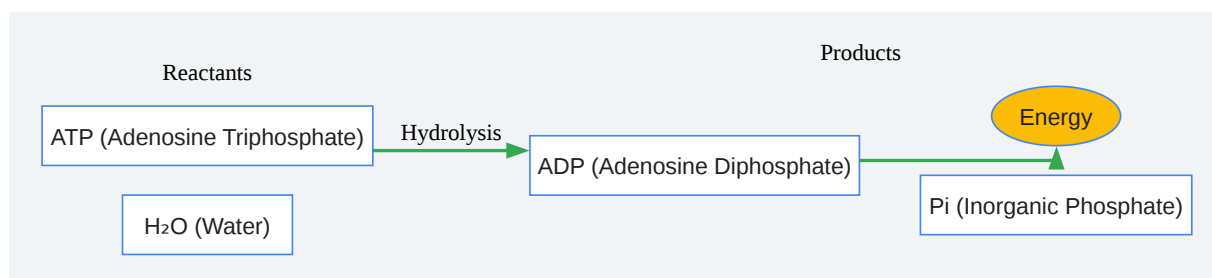 Reactants
Products
ATP (Adenosine Triphosphate)
Hydrolysis
ADP (Adenosine Diphosphate)
Energy
H₂O (Water)
Pi (Inorganic Phosphate)